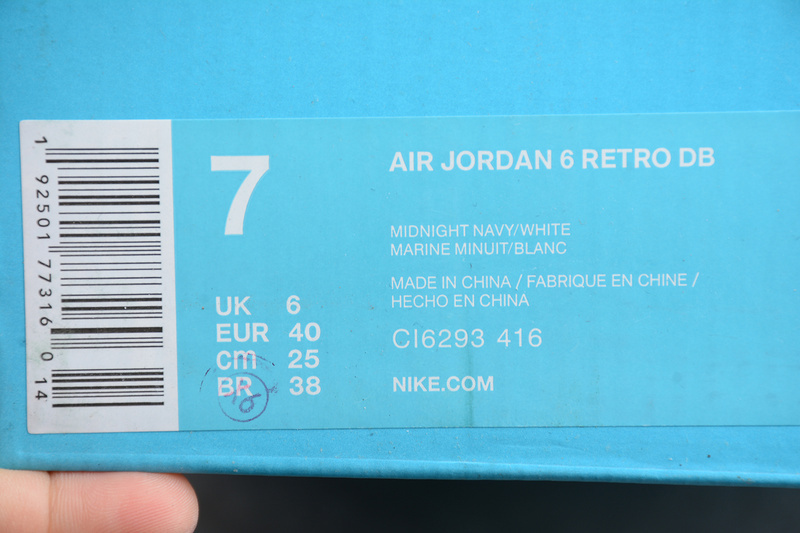 1 92501 77316 0 14
7
UK 6
EUR 40
cm 25
BR 38
AIR JORDAN 6 RETRO DB
MIDNIGHT NAVY/WHITE
MARINE MINUIT/BLANC
MADE IN CHINA / FABRIQUE EN CHINE /
HECHO EN CHINA
CI6293 416
NIKE.COM